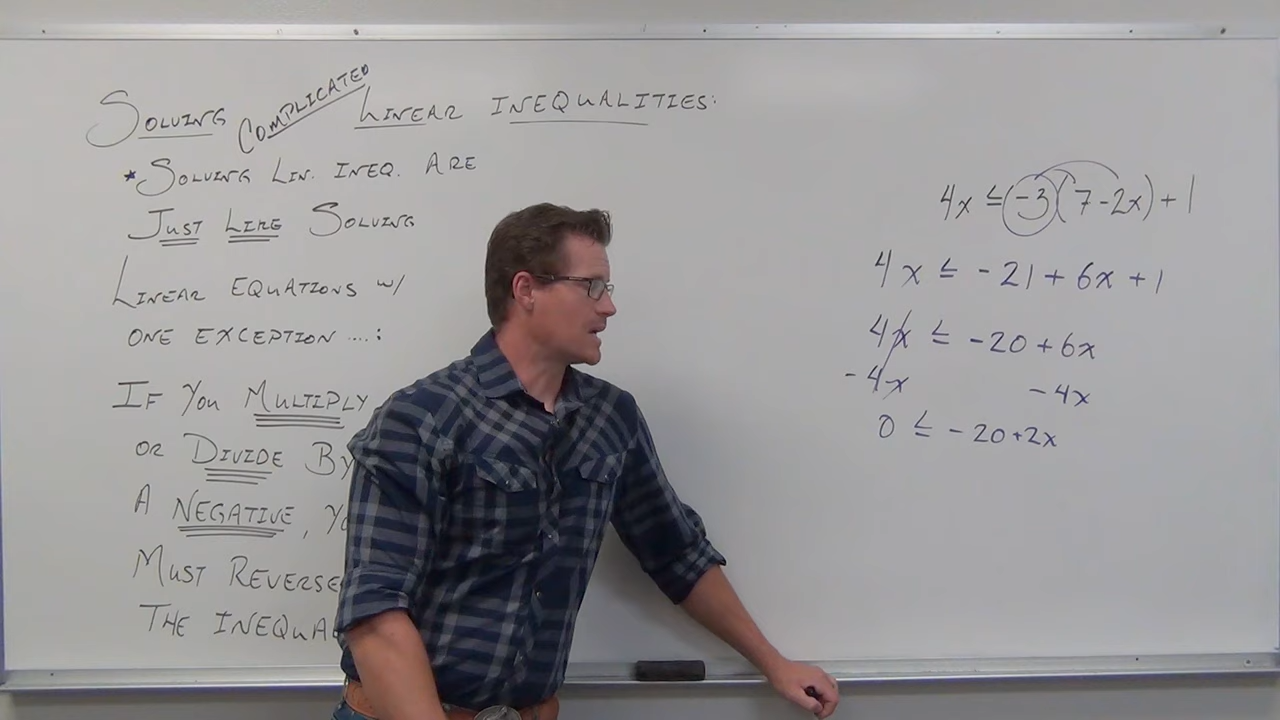 SOLVING COMPLICATED LINEAR INEQUALITIES:
* SOLVING LIN. INEQ. ARE
JUST LIKE SOLVING
LINEAR EQUATIONS W/
ONE EXCEPTION ....:
IF YOU MULTIPLY
OR DIVIDE BY
A NEGATIVE,
MUST REVERSE
THE
4x ≤ (-3)(7-2x)+1
4x ≤ -21+6x+1
4x ≤ -20+6x
-4x -4x
0 ≤ -20+2x